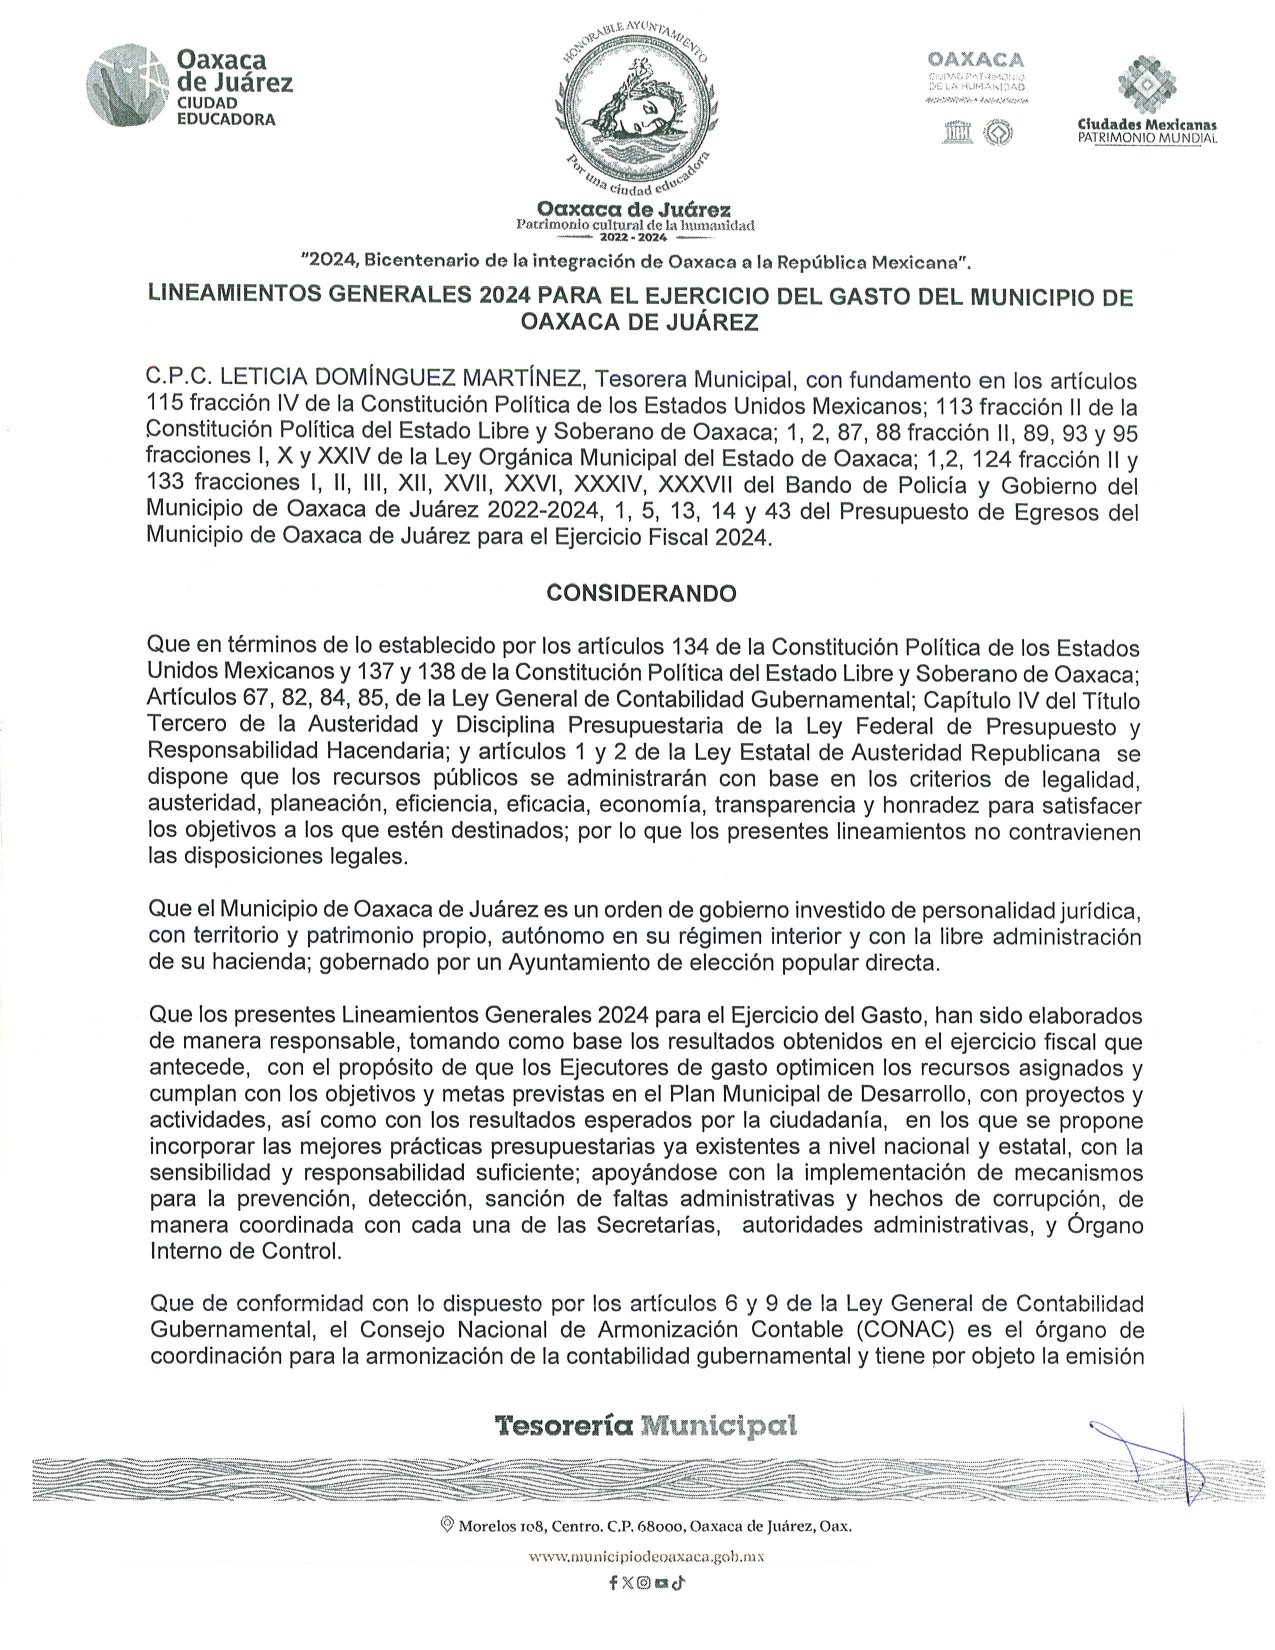 Oaxaca
de Juárez
CIUDAD
EDUCADORA
HONORABLE AYUNTAMIENTO
Por una ciudad educadora
Oaxaca de Juárez
Patrimonio cultural de la humanidad
2022 - 2024
OAXACA
CIUDAD PATRIMONIO
DE LA HUMANIDAD
Ciudades Mexicanas
PATRIMONIO MUNDIAL
"2024, Bicentenario de la integración de Oaxaca a la República Mexicana".
LINEAMIENTOS GENERALES 2024 PARA EL EJERCICIO DEL GASTO DEL MUNICIPIO DE
OAXACA DE JUÁREZ
C.P.C. LETICIA DOMÍNGUEZ MARTÍNEZ, Tesorera Municipal, con fundamento en los artículos
115 fracción IV de la Constitución Política de los Estados Unidos Mexicanos; 113 fracción II de la
Constitución Política del Estado Libre y Soberano de Oaxaca; 1, 2, 87, 88 fracción II, 89, 93 y 95
fracciones I, X y XXIV de la Ley Orgánica Municipal del Estado de Oaxaca; 1,2, 124 fracción II y
133 fracciones I, II, III, XII, XVII, XXVI, XXXIV, XXXVII del Bando de Policía y Gobierno del
Municipio de Oaxaca de Juárez 2022-2024, 1, 5, 13, 14 y 43 del Presupuesto de Egresos del
Municipio de Oaxaca de Juárez para el Ejercicio Fiscal 2024.
CONSIDERANDO
Que en términos de lo establecido por los artículos 134 de la Constitución Política de los Estados
Unidos Mexicanos y 137 y 138 de la Constitución Política del Estado Libre y Soberano de Oaxaca;
Artículos 67, 82, 84, 85, de la Ley General de Contabilidad Gubernamental; Capítulo IV del Título
Tercero de la Austeridad y Disciplina Presupuestaria de la Ley Federal de Presupuesto y
Responsabilidad Hacendaria; y artículos 1 y 2 de la Ley Estatal de Austeridad Republicana se
dispone que los recursos públicos se administrarán con base en los criterios de legalidad,
austeridad, planeación, eficiencia, eficacia, economía, transparencia y honradez para satisfacer
los objetivos a los que estén destinados; por lo que los presentes lineamientos no contravienen
las disposiciones legales.
Que el Municipio de Oaxaca de Juárez es un orden de gobierno investido de personalidad jurídica,
con territorio y patrimonio propio, autónomo en su régimen interior y con la libre administración
de su hacienda; gobernado por un Ayuntamiento de elección popular directa.
Que los presentes Lineamientos Generales 2024 para el Ejercicio del Gasto, han sido elaborados
de manera responsable, tomando como base los resultados obtenidos en el ejercicio fiscal que
antecede, con el propósito de que los Ejecutores de gasto optimicen los recursos asignados y
cumplan con los objetivos y metas previstas en el Plan Municipal de Desarrollo, con proyectos y
actividades, así como con los resultados esperados por la ciudadanía, en los que se propone
incorporar las mejores prácticas presupuestarias ya existentes a nivel nacional y estatal, con la
sensibilidad y responsabilidad suficiente; apoyándose con la implementación de mecanismos
para la prevención, detección, sanción de faltas administrativas y hechos de corrupción, de
manera coordinada con cada una de las Secretarías, autoridades administrativas, y Órgano
Interno de Control.
Que de conformidad con lo dispuesto por los artículos 6 y 9 de la Ley General de Contabilidad
Gubernamental, el Consejo Nacional de Armonización Contable (CONAC) es el órgano de
coordinación para la armonización de la contabilidad gubernamental y tiene por objeto la emisión
Tesorería Municipal
Morelos 108, Centro. C.P. 68000, Oaxaca de Juárez, Oax.
www.municipiodeoaxaca.gob.mx